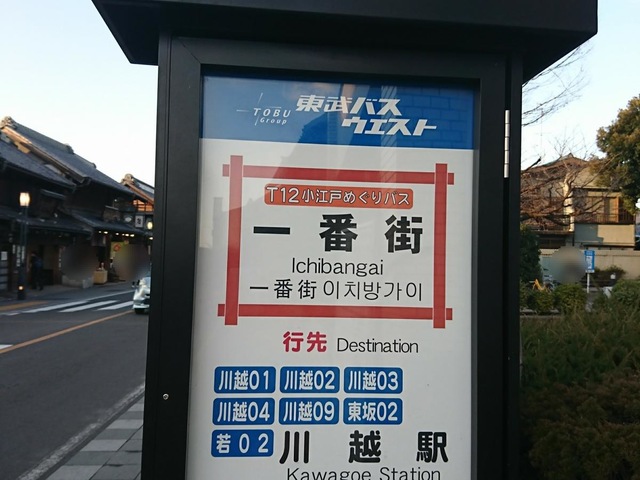 TOBU Group 東武バス
ウエスト
T12小江戸めぐりバス
一番街
Ichibangai
一番街 이치방가이
行先 Destination
川越01 川越02 川越03
川越04 川越09 東坂02
若02 川越駅
Kawagoe Station